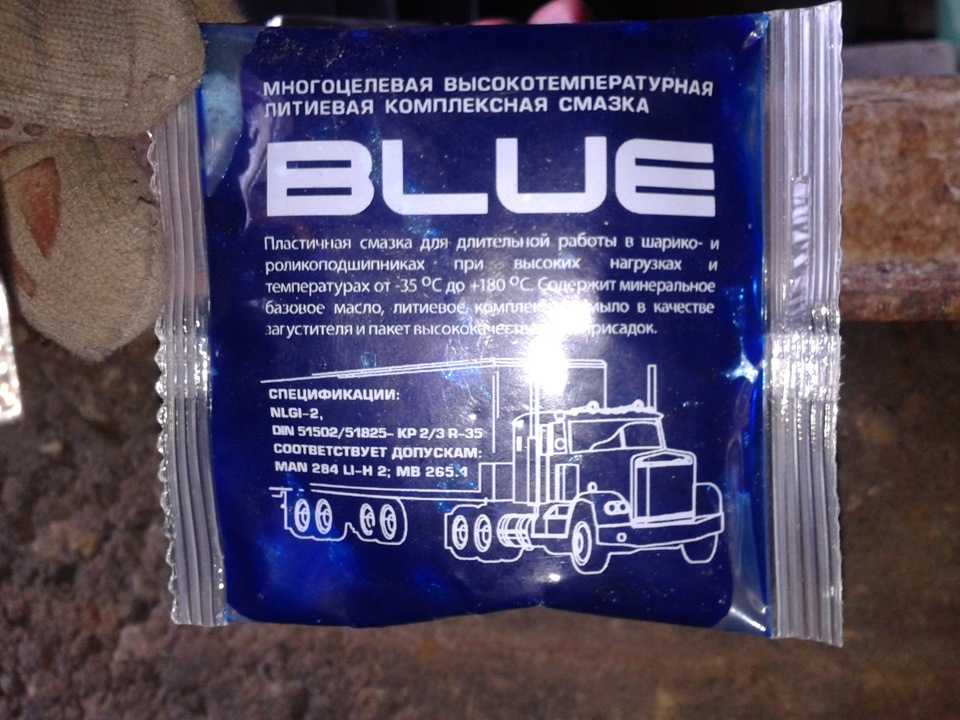 МНОГОЦЕЛЕВАЯ ВЫСОКОТЕМПЕРАТУРНАЯ
ЛИТИЕВАЯ КОМПЛЕКСНАЯ СМАЗКА
BLUE
Пластичная смазка для длительной работы в шарико- и
роликоподшипниках при высоких нагрузках и
температурах от -35 °C до +180 °C. Содержит минеральное
базовое масло, литиевое мыло в качестве
загустителя и пакет присадок.
СПЕЦИФИКАЦИИ:
NLGI-2,
DIN 51502/51825- KP 2/3 R-35
СООТВЕТСТВУЕТ ДОПУСКАМ:
MAN 284 LI-H 2; MB 265.1